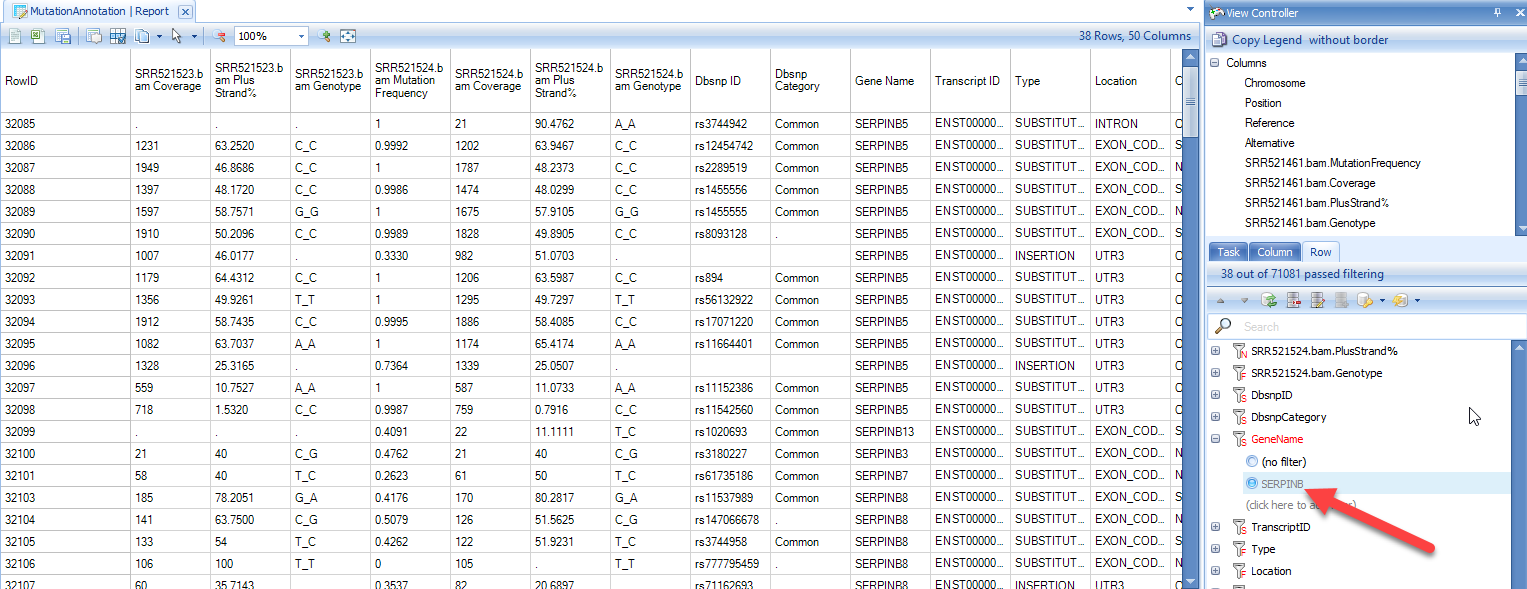 MutationAnnotation | Report
100%
38 Rows, 50 Columns
RowID SRR521523.bam Coverage SRR521523.bam Plus Strand% SRR521523.bam Genotype SRR521524.bam Mutation Frequency SRR521524.bam Coverage SRR521524.bam Plus Strand% SRR521524.bam Genotype Dbsnp ID Dbsnp Category Gene Name Transcript ID Type Location
32085 . . . 1 21 90.4762 A_A rs3744942 Common SERPINB5 ENST00000... SUBSTITUT... INTRON
32086 1231 63.2520 C_C 0.9992 1202 63.9467 C_C rs12454742 Common SERPINB5 ENST00000... SUBSTITUT... EXON_COD... S
32087 1949 46.8686 C_C 1 1787 48.2373 C_C rs2289519 Common SERPINB5 ENST00000... SUBSTITUT... EXON_COD... N
32088 1397 48.1720 C_C 0.9986 1474 48.0299 C_C rs1455556 Common SERPINB5 ENST00000... SUBSTITUT... EXON_COD... S
32089 1597 58.7571 G_G 1 1675 57.9105 G_G rs1455555 Common SERPINB5 ENST00000... SUBSTITUT... EXON_COD... N
32090 1910 50.2096 C_C 0.9989 1828 49.8905 C_C rs8093128 . SERPINB5 ENST00000... SUBSTITUT... EXON_COD... S
32091 1007 46.0177 . 0.3330 982 51.0703 . SERPINB5 ENST00000... INSERTION UTR3
32092 1179 64.4312 C_C 1 1206 63.5987 C_C rs894 Common SERPINB5 ENST00000... SUBSTITUT... UTR3
32093 1356 49.9261 T_T 1 1295 49.7297 T_T rs56132922 Common SERPINB5 ENST00000... SUBSTITUT... UTR3
32094 1912 58.7435 C_C 0.9995 1886 58.4085 C_C rs17071220 Common SERPINB5 ENST00000... SUBSTITUT... UTR3
32095 1082 63.7037 A_A 1 1174 65.4174 A_A rs11664401 Common SERPINB5 ENST00000... SUBSTITUT... UTR3
32096 1328 25.3165 . 0.7364 1339 25.0507 . SERPINB5 ENST00000... INSERTION UTR3
32097 559 10.7527 A_A 1 587 11.0733 A_A rs11152386 Common SERPINB5 ENST00000... SUBSTITUT... UTR3
32098 718 1.5320 C_C 0.9987 759 0.7916 C_C rs11542560 Common SERPINB5 ENST00000... SUBSTITUT... UTR3
32099 . . . 0.4091 22 11.1111 T_C rs1020693 Common SERPINB13 ENST00000... SUBSTITUT... EXON_COD... S
32100 21 40 C_G 0.4762 21 40 C_G rs3180227 Common SERPINB3 ENST00000... SUBSTITUT... EXON_COD... N
32101 58 40 T_C 0.2623 61 50 T_C rs61735186 Common SERPINB7 ENST00000... SUBSTITUT... EXON_COD... N
32103 185 78.2051 G_A 0.4176 170 80.2817 G_A rs11537989 Common SERPINB8 ENST00000... SUBSTITUT... EXON_COD... S
32104 141 63.7500 C_G 0.5079 126 51.5625 C_G rs147066678 . SERPINB8 ENST00000... SUBSTITUT... EXON_COD... N
32105 133 54 T_C 0.4262 122 51.9231 T_C rs3744958 Common SERPINB8 ENST00000... SUBSTITUT... EXON_COD... S
32106 106 100 T_T 0 105 . T_T rs777795459 . SERPINB8 ENST00000... SUBSTITUT... EXON_COD... N
32107 60 35.7143 0.3537 82 20.6897 rs71162693 SERPINB8 ENST00000... INSERTION UTR3
View Controller
Copy Legend without border
Columns
Chromosome
Position
Reference
Alternative
SRR521461.bam.MutationFrequency
SRR521461.bam.Coverage
SRR521461.bam.PlusStrand%
SRR521461.bam.Genotype
Task Column Row
38 out of 71081 passed filtering
Search
SRR521524.bam.PlusStrand%
SRR521524.bam.Genotype
DbsnpID
DbsnpCategory
GeneName
(no filter)
SERPINB
(click here to
TranscriptID
Type
Location